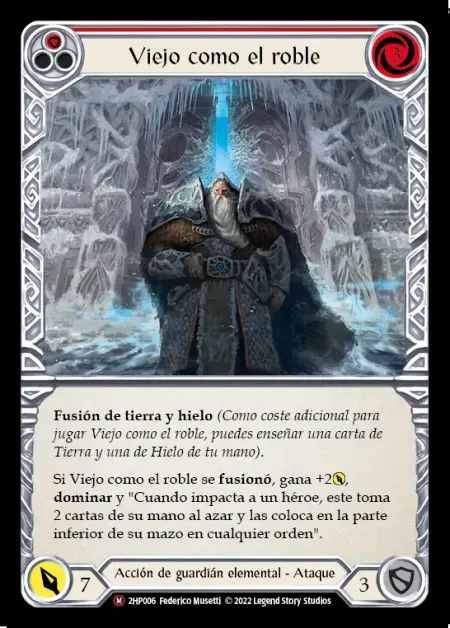 Viejo como el roble
3
Fusión de tierra y hielo (Como coste adicional para
jugar Viejo como el roble, puedes enseñar una carta de
Tierra y una de Hielo de tu mano).
Si Viejo como el roble se fusionó, gana +2,
dominar y "Cuando impacta a un héroe, este toma
2 cartas de su mano al azar y las coloca en la parte
inferior de su mazo en cualquier orden".
7
Acción de guardián elemental - Ataque
3
M 2HP006 Federico Musetti © 2022 Legend Story Studios